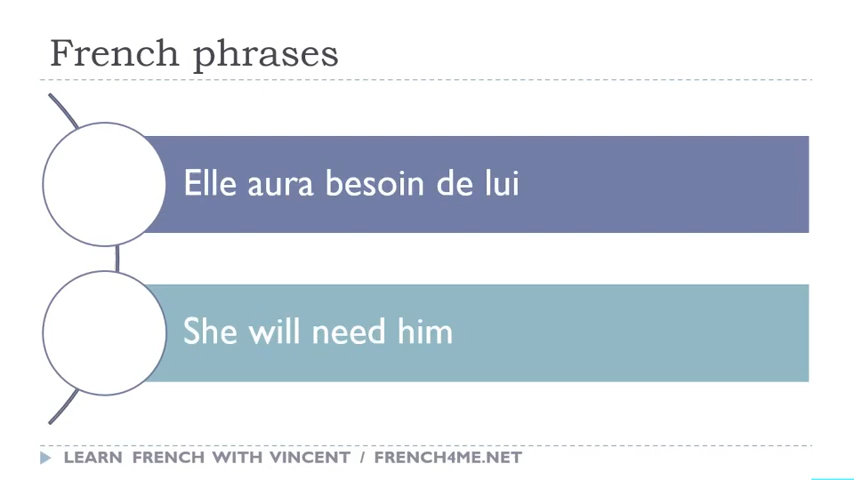 French phrases
Elle aura besoin de lui
She will need him
LEARN FRENCH WITH VINCENT / FRENCH4ME.NET